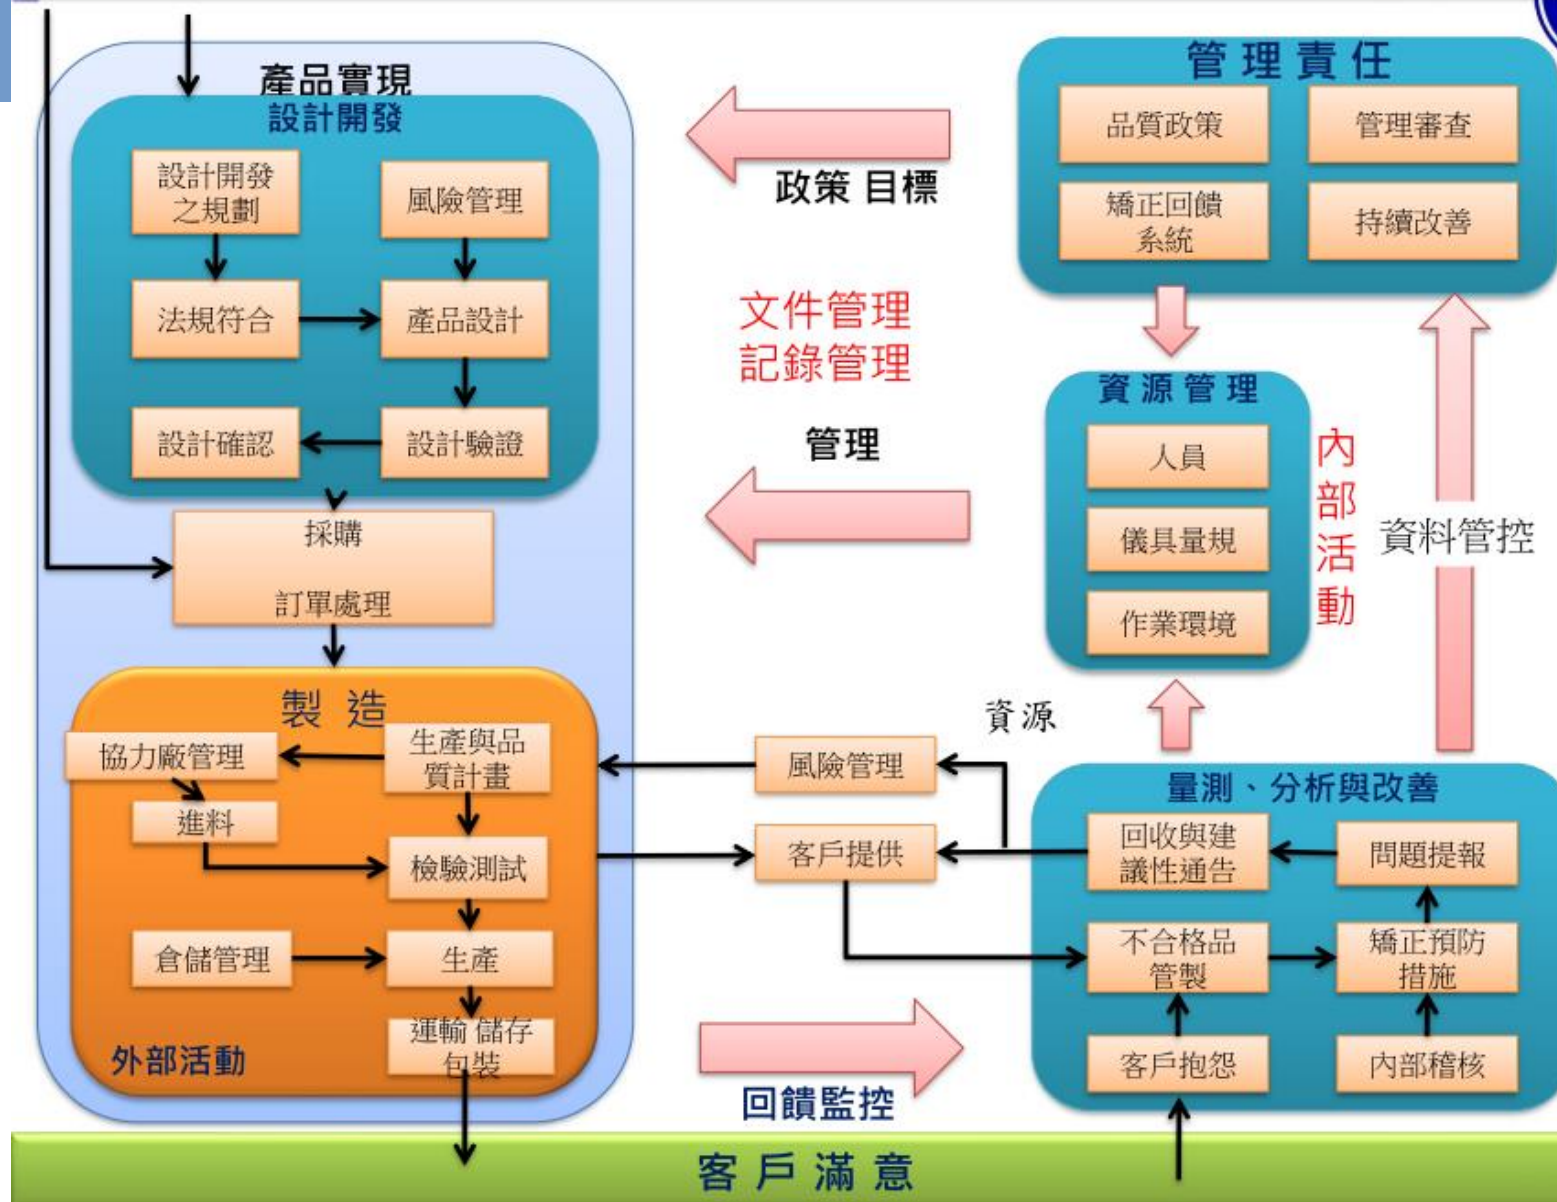 產品實現
設計開發
設計開發
之規劃
風險管理
法規符合
產品設計
設計確認
設計驗證
採購
訂單處理
製 造
協力廠管理
生產與品
質計畫
進料
檢驗測試
倉儲管理
生產
運輸 儲存
包裝
外部活動
政策 目標
文件管理
記錄管理
管理
資源
風險管理
客戶提供
回饋監控
管 理 責 任
品質政策
管理審查
矯正回饋
系統
持續改善
資 源 管 理
人員
儀具量規
作業環境
內
部
活
動
資料管控
量測、分析與改善
回收與建
議性通告
問題提報
不合格品
管製
矯正預防
措施
客戶抱怨
內部稽核
客 戶 滿 意